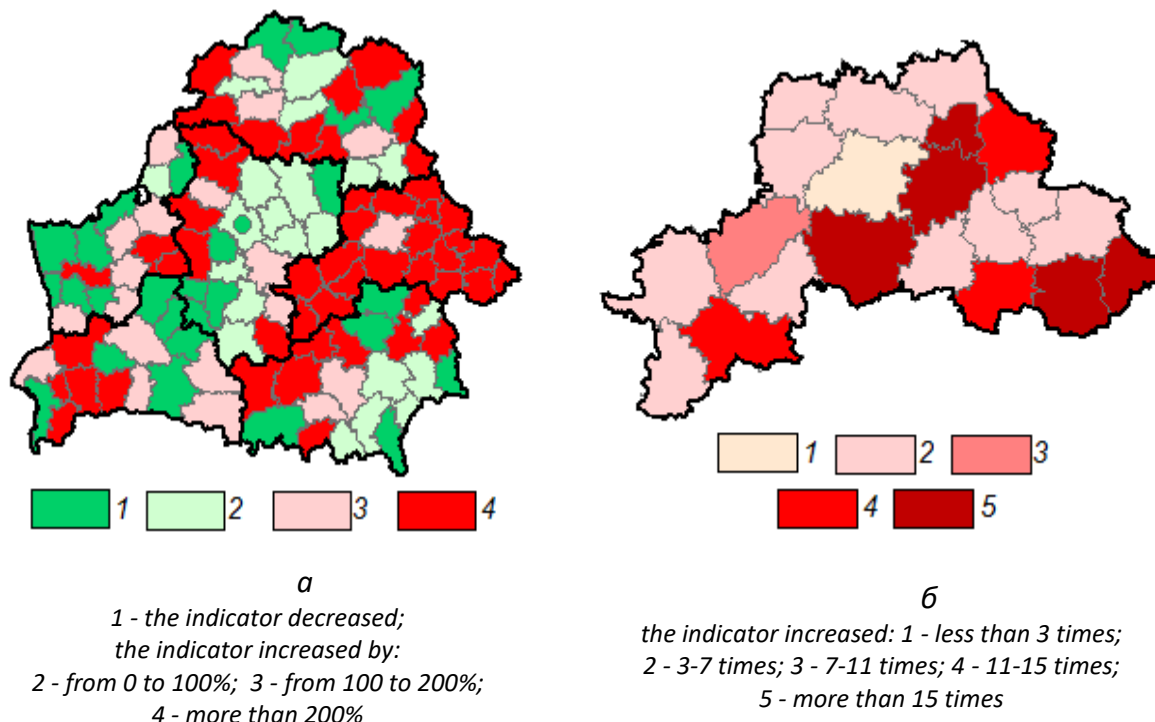 1 2 3 4
1 2 3
4 5
а
1 - the indicator decreased;
the indicator increased by:
2 - from 0 to 100%; 3 - from 100 to 200%;
4 - more than 200%
б
the indicator increased: 1 - less than 3 times;
2 - 3-7 times; 3 - 7-11 times; 4 - 11-15 times;
5 - more than 15 times